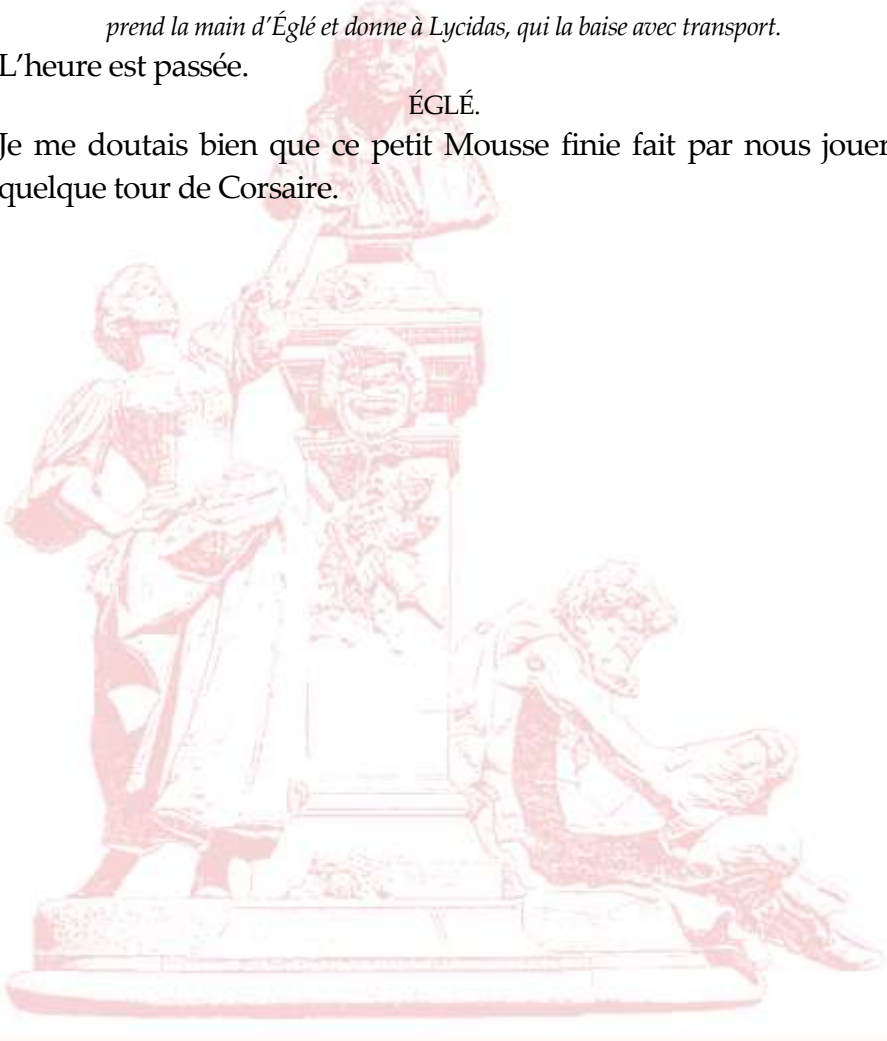 prend la main d’Églé et donne à Lycidas, qui la baise avec transport.
L’heure est passée.
ÉGLÉ.
Je me doutais bien que ce petit Mousse finie fait par nous jouer
quelque tour de Corsaire.